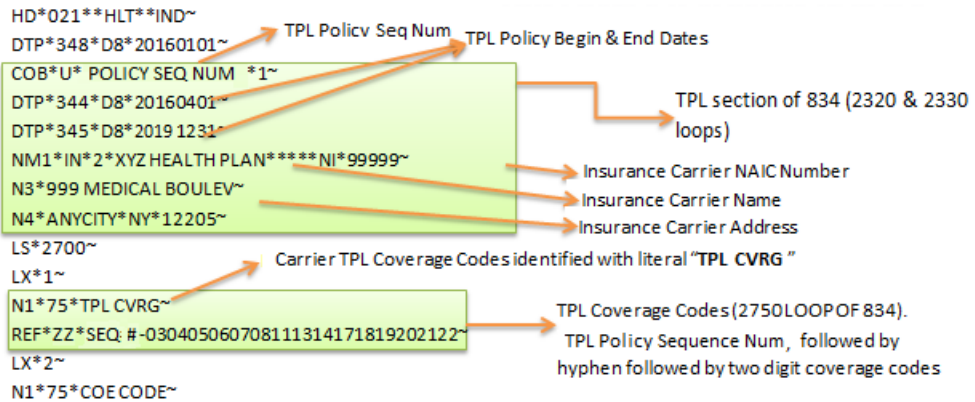 HD*021**HLT**IND~
DTP*348*D8*20160101~
TPL Policy Seq Num
TPL Policy Begin & End Dates
COB*U* POLICY SEQ NUM *1~
DTP*344*D8*20160401~
DTP*345*D8*2019 1231~
TPL section of 834 (2320 & 2330
loops)
NM1*IN*2*XYZ HEALTH PLAN*****NI*99999~
Insurance Carrier NAIC Number
N3*999 MEDICAL BOULEV~
Insurance Carrier Name
N4*ANYCITY*NY*12205~
Insurance Carrier Address
LS*2700~
Carrier TPL Coverage Codes identified with literal "TPL CVRG "
LX*1~
N1*75*TPL CVRG~
REF*ZZ*SEQ: #-03040506070811131417181920 2122~
TPL Coverage Codes (2750 LOOP OF 834).
TPL Policy Sequence Num, followed by
hyphen followed by two digit coverage codes
LX*2~
N1*75*COE CODE~